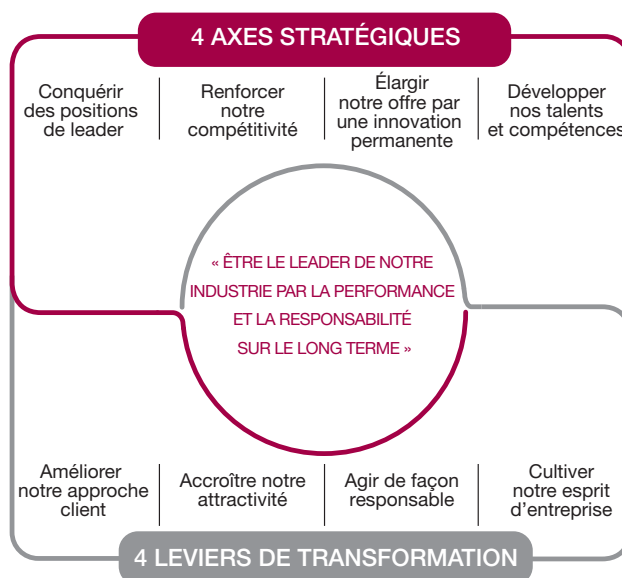 4 AXES STRATÉGIQUES
Conquérir
des positions
de leader
Renforcer
notre
compétitivité
Élargir
notre offre par
une innovation
permanente
Développer
nos talents
et compétences
« ÊTRE LE LEADER DE NOTRE
INDUSTRIE PAR LA PERFORMANCE
ET LA RESPONSABILITÉ
SUR LE LONG TERME »
Améliorer
notre approche
client
Accroître notre
attractivité
Agir de façon
responsable
Cultiver
notre esprit
d’entreprise
4 LEVIERS DE TRANSFORMATION